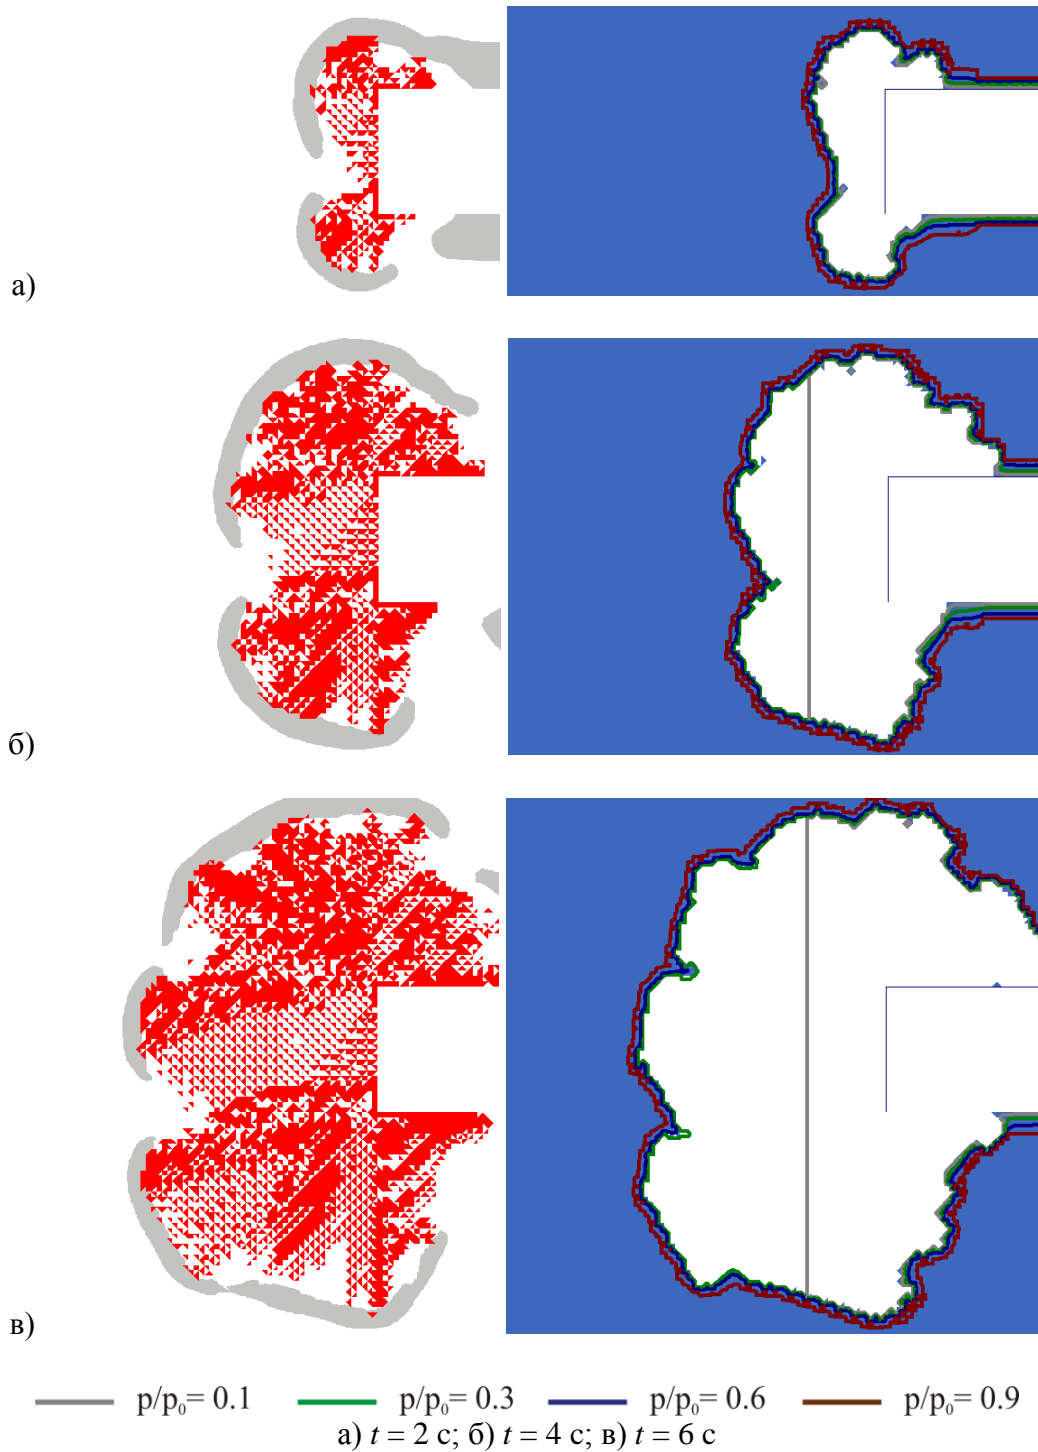 а)
б)
в)
p/p₀= 0.1 p/p₀= 0.3 p/p₀= 0.6 p/p₀= 0.9
а) t = 2 с; б) t = 4 с; в) t = 6 с